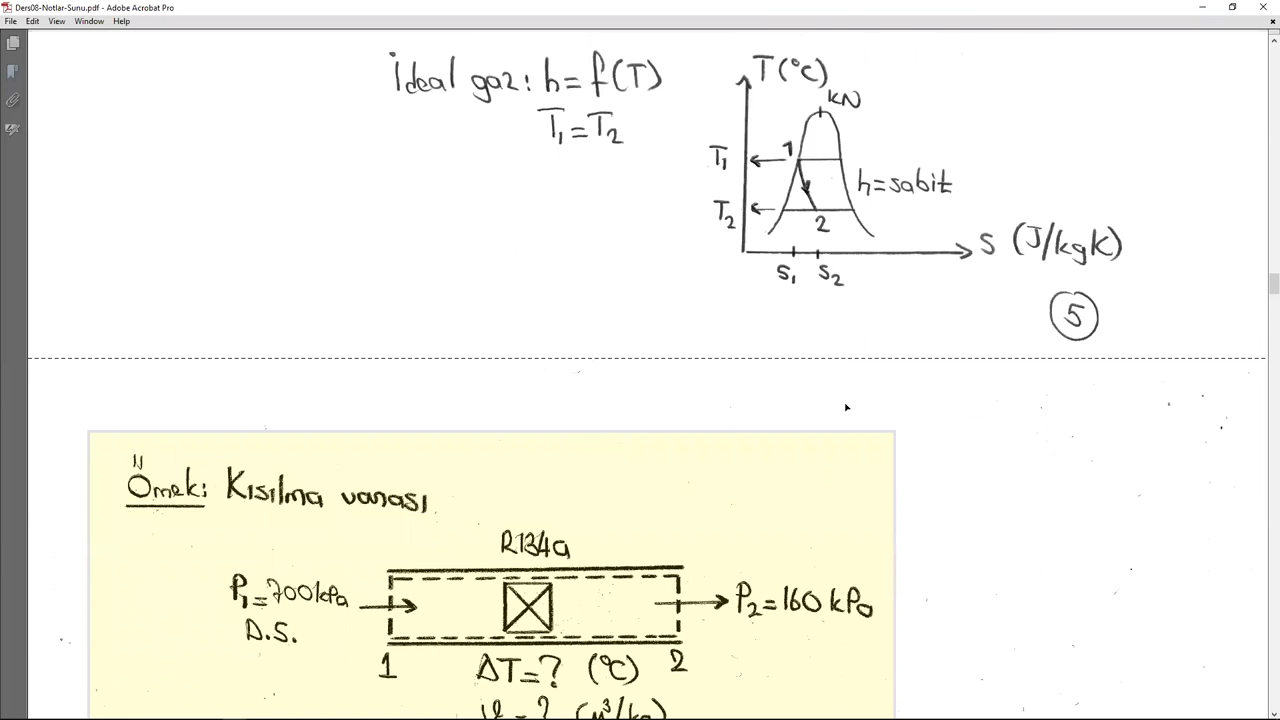 Ders08-Notlar-Sunu.pdf - Adobe Acrobat Pro
File Edit View Window Help
İdeal gaz: h = f(T)
T₁ = T₂
T(°C)
KN
T₁
1
h = sabit
T₂
2
s (J/kgK)
s₁ s₂
5
Örnek: Kısılma vanası
R134a
P₁ = 700 kPa
P₂ = 160 kPa
D.S.
1 ΔT = ? (°C) 2
= ? (m³/kg)